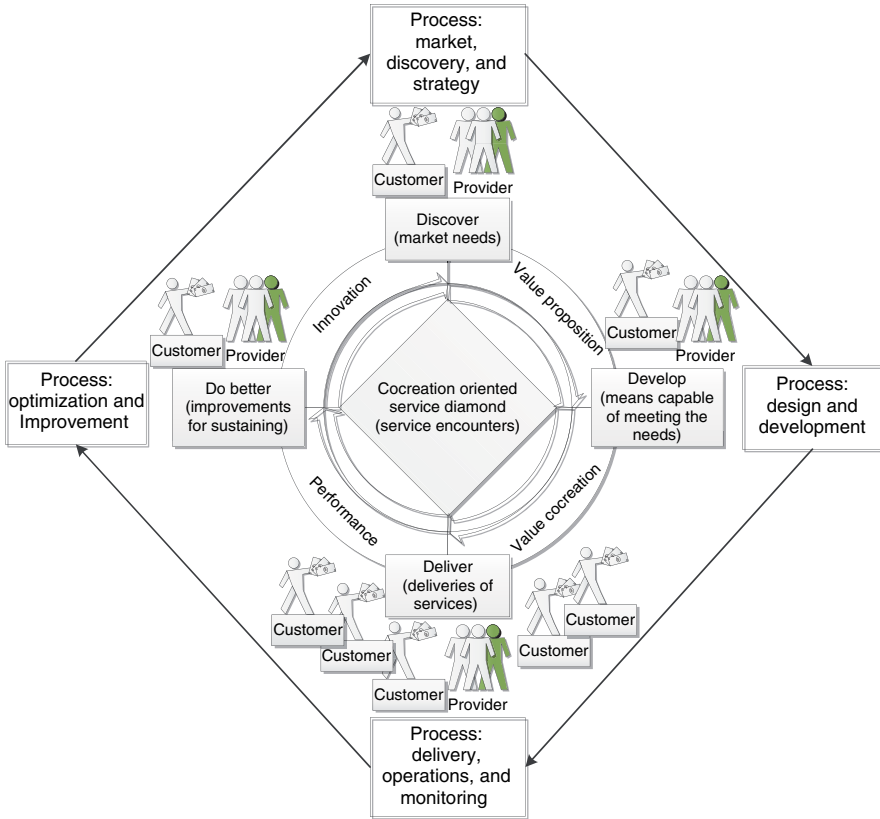 Process:
market,
discovery, and
strategy
Customer
Provider
Discover
(market needs)
Innovation
Value proposition
Customer
Provider
Customer
Provider
Process:
optimization and
Improvement
Do better
(improvements
for sustaining)
Cocreation oriented
service diamond
(service encounters)
Develop
(means capable
of meeting the
needs)
Process:
design and
development
Performance
Value cocreation
Deliver
(deliveries of
services)
Customer
Customer
Customer
Provider
Customer
Customer
Process:
delivery,
operations, and
monitoring